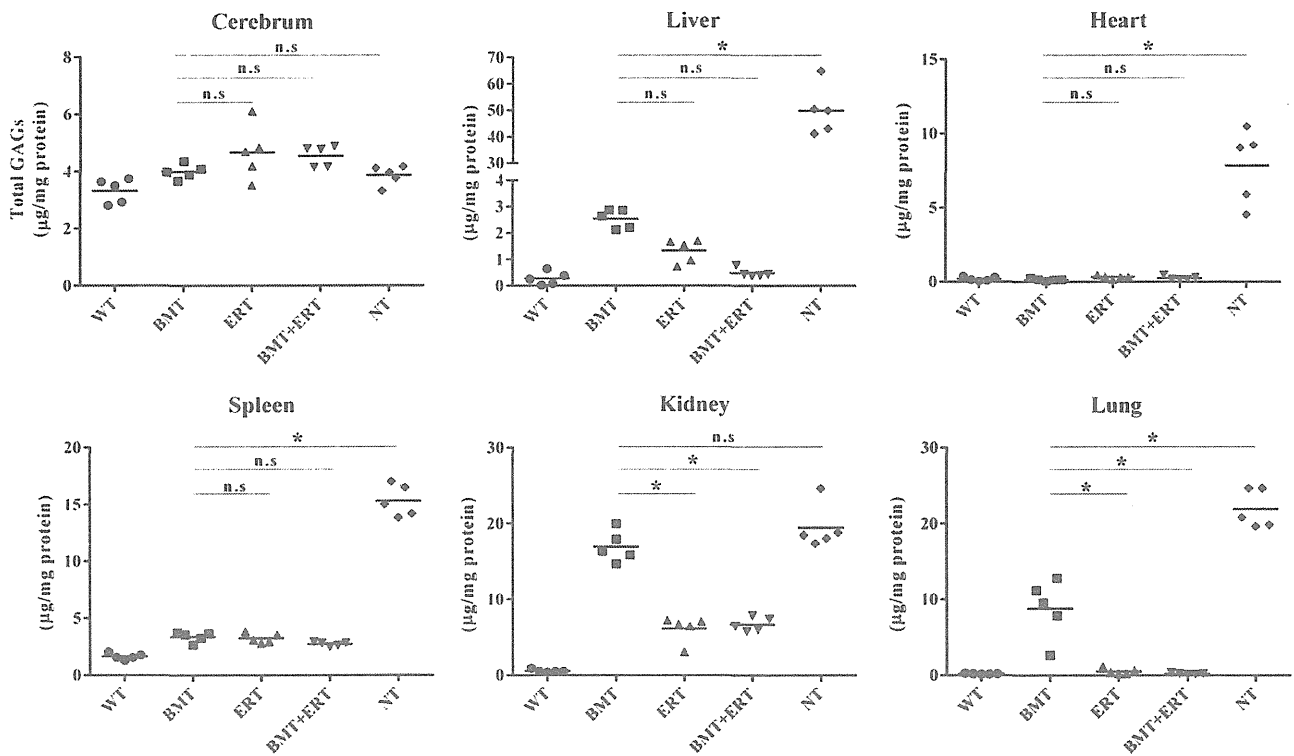 Cerebrum
Total GAGs
(µg/mg protein)
8
6
4
2
0
n.s
n.s
n.s
WT
BMT
ERT
BMT+ERT
NT
Liver
(µg/mg protein)
70
60
50
40
30
4
3
2
1
0
*
n.s
n.s
WT
BMT
ERT
BMT+ERT
NT
Heart
(µg/mg protein)
15
10
5
0
*
n.s
n.s
WT
BMT
ERT
BMT+ERT
NT
Spleen
(µg/mg protein)
20
15
10
5
0
*
n.s
n.s
WT
BMT
ERT
BMT+ERT
NT
Kidney
(µg/mg protein)
30
20
10
0
n.s
*
*
WT
BMT
ERT
BMT+ERT
NT
Lung
(µg/mg protein)
30
20
10
0
*
*
*
WT
BMT
ERT
BMT+ERT
NT